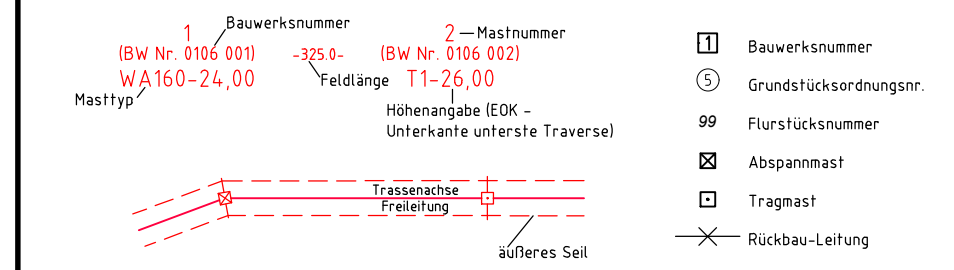 Bauwerksnummer
1
2
Mastnummer
(BW Nr. 0106 001)
-325.0-
(BW Nr. 0106 002)
WA160-24,00
Feldlänge
T1-26,00
Masttyp
Höhenangabe (EOK -
Unterkante unterste Traverse)
Trassenachse
Freileitung
äußeres Seil
1 Bauwerksnummer
5 Grundstücksordnungsnr.
99 Flurstücksnummer
Abspannmast
Tragmast
Rückbau-Leitung